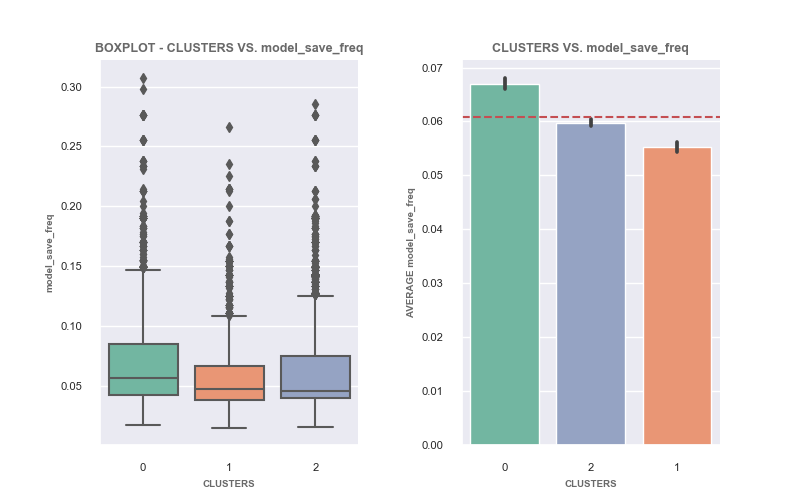 BOXPLOT - CLUSTERS VS. model_save_freq
model_save_freq
0.30
0.25
0.20
0.15
0.10
0.05
0 1 2
CLUSTERS
CLUSTERS VS. model_save_freq
AVERAGE model_save_freq
0.07
0.06
0.05
0.04
0.03
0.02
0.01
0.00
0 2 1
CLUSTERS